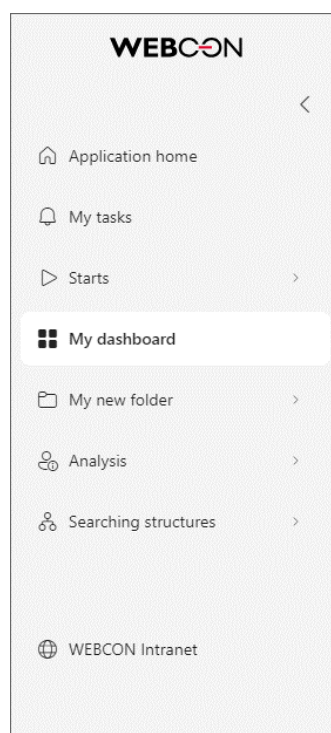 WEBCON
Application home
My tasks
Starts
My dashboard
My new folder
Analysis
Searching structures
WEBCON Intranet